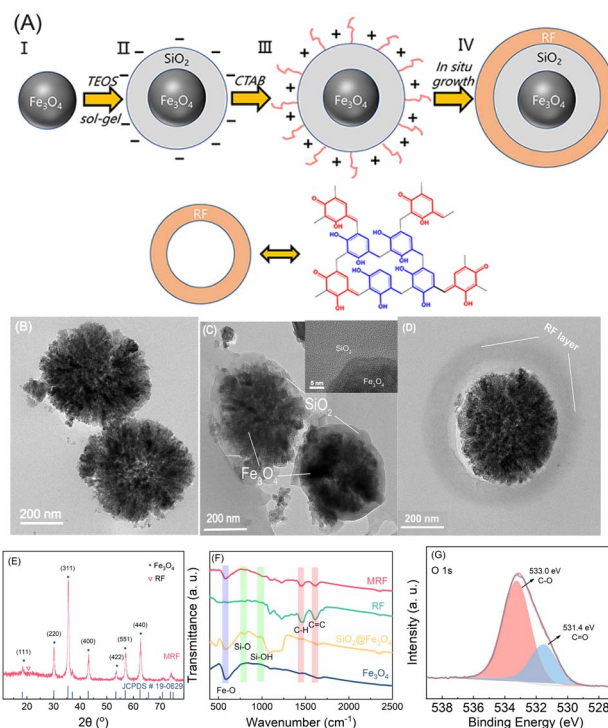 (A)
I
II
III
IV
Fe3O4
TEOS
sol-gel
SiO2
Fe3O4
CTAB
Fe3O4
In situ
growth
RF
SiO2
Fe3O4
RF
(B)
200 nm
(C)
SiO2
5 nm
Fe3O4
SiO2
Fe3O4
200 nm
(D)
RF layer
200 nm
(E)
(311)
• Fe3O4
▽ RF
(111)
(220)
(400)
(422)
(551)
(440)
MRF
JCPDS # 19-0629
20 30 40 50 60 70
2θ (º)
(F)
Transmittance (a. u.)
MRF
RF
C-H
C=C
Si-O
Si-OH
SiO2@Fe3O4
Fe3O4
Fe-O
500 1000 1500 2000 2500
Wavenumber (cm-1)
(G)
O 1s
Intensity (a. u.)
533.0 eV
C-O
531.4 eV
C=O
538 536 534 532 530 528
Binding Energy (eV)